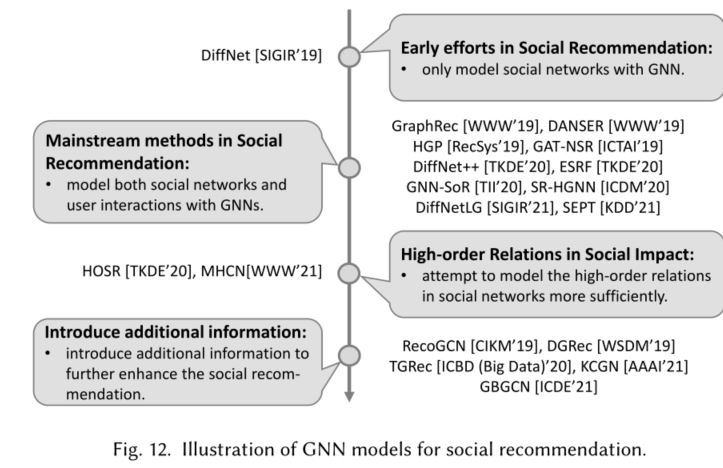 DiffNet [SIGIR'19]
Early efforts in Social Recommendation:
• only model social networks with GNN.
Mainstream methods in Social
Recommendation:
• model both social networks and
user interactions with GNNs.
GraphRec [WWW'19], DANSER [WWW'19]
HGP [RecSys'19], GAT-NSR [ICTAI'19]
DiffNet++ [TKDE'20], ESRF [TKDE'20]
GNN-SoR [TII'20], SR-HGNN [ICDM'20]
DiffNetLG [SIGIR'21], SEPT [KDD'21]
HOSR [TKDE'20], MHCN[WWW'21]
High-order Relations in Social Impact:
• attempt to model the high-order relations
in social networks more sufficiently.
Introduce additional information:
• introduce additional information to
further enhance the social recom-
mendation.
RecoGCN [CIKM'19], DGRec [WSDM'19]
TGRec [ICBD (Big Data)'20], KCGN [AAAI'21]
GBGCN [ICDE'21]
Fig. 12. Illustration of GNN models for social recommendation.